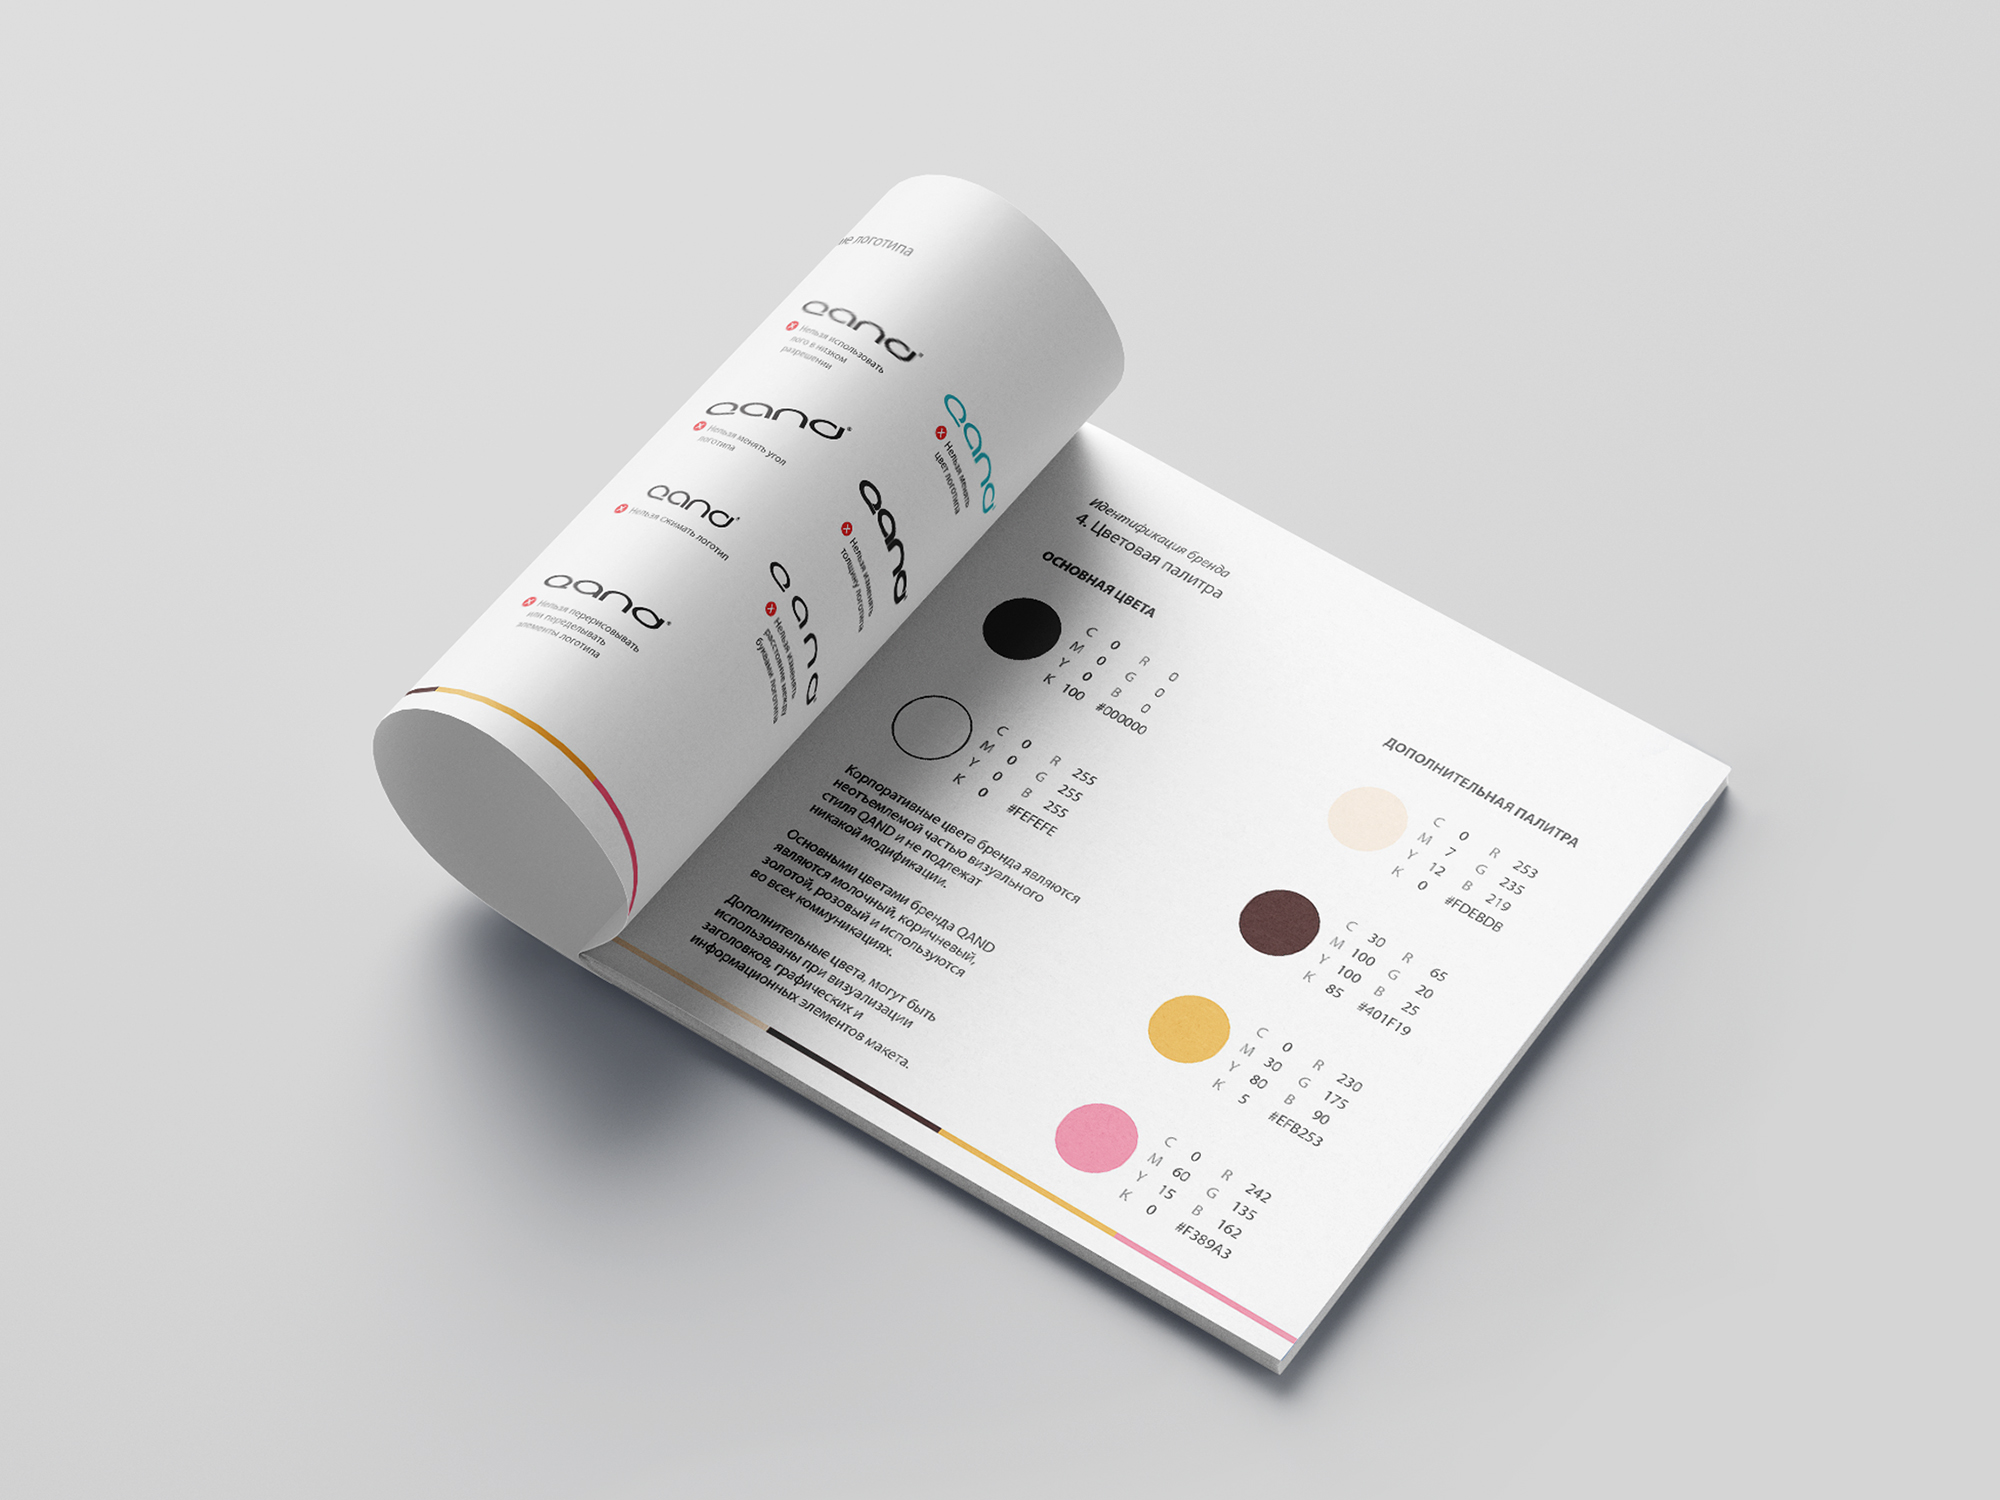 ие логотипа
qand
Нельзя использовать
лого в низком
разрешении
qand
Нельзя менять угол
логотипа
qand
Нельзя сжимать логотип
qand
Нельзя перерисовывать
или переделывать
элементы логотипа
qand
Нельзя менять
цвет логотипа
qand
Нельзя изменять
толщину логотипа
qand
Нельзя изменять
расстояние между
буквами логотипа
Идентификация бренда
4. Цветовая палитра
ОСНОВНАЯ ЦВЕТА
C 0 R 0
M 0 G 0
Y 0 B 0
K 100 #000000
C 0 R 255
M 0 G 255
Y 0 B 255
K 0 #FEFEFE
Корпоративные цвета бренда являются
неотъемлемой частью визуального
стиля QAND и не подлежат
никакой модификации.
Основными цветами бренда QAND
являются молочный, коричневый,
золотой, розовый и используются
во всех коммуникациях.
Дополнительные цвета, могут быть
использованы при визуализации
заголовков, графических и
информационных элементов макета.
ДОПОЛНИТЕЛЬНАЯ ПАЛИТРА
C 0 R 253
M 7 G 235
Y 12 B 219
K 0 #FDEBDB
C 30 R 65
M 100 G 20
Y 100 B 25
K 85 #401F19
C 0 R 230
M 30 G 175
Y 80 B 90
K 5 #EFB253
C 0 R 242
M 60 G 135
Y 15 B 162
K 0 #F389A3